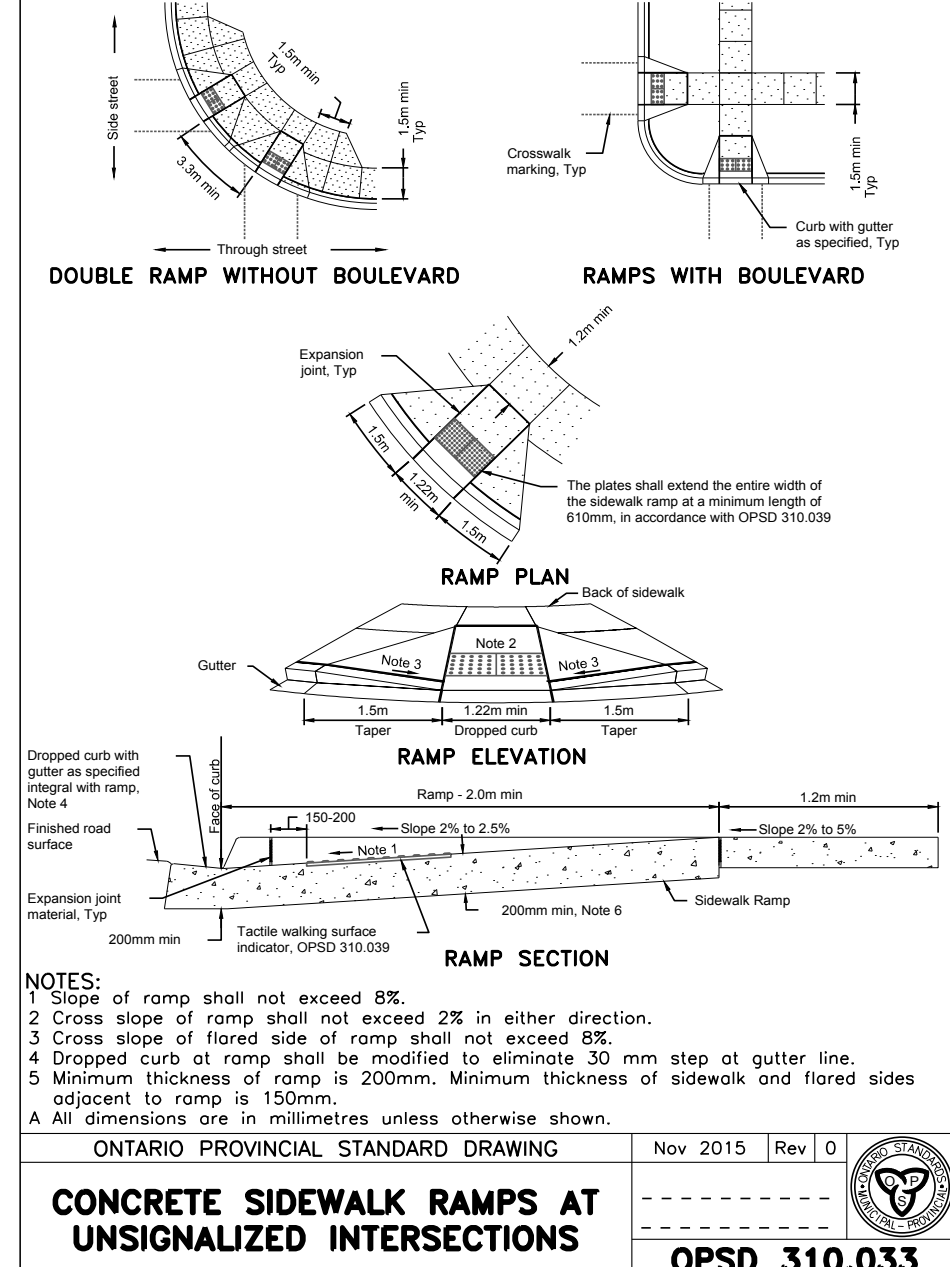 Side street
1.5m min
Typ
1.5m min
Typ
3.3m min
Through street
DOUBLE RAMP WITHOUT BOULEVARD
Crosswalk
marking, Typ
1.5m min
Typ
Curb with gutter
as specified, Typ
RAMPS WITH BOULEVARD
Expansion
joint, Typ
1.2m min
1.5m
1.22m
min
1.5m
The plates shall extend the entire width of
the sidewalk ramp at a minimum length of
610mm, in accordance with OPSD 310.039
RAMP PLAN
Back of sidewalk
Note 2
Gutter
Note 3
Note 3
1.5m
1.22m min
1.5m
Taper
Dropped curb
Taper
RAMP ELEVATION
Dropped curb with
gutter as specified
integral with ramp,
Note 4
Face of curb
Ramp - 2.0m min
1.2m min
150-200
Finished road
surface
Slope 2% to 2.5%
Slope 2% to 5%
Note 1
Expansion joint
material, Typ
200mm min
Tactile walking surface
indicator, OPSD 310.039
200mm min, Note 6
Sidewalk Ramp
RAMP SECTION
NOTES:
1 Slope of ramp shall not exceed 8%.
2 Cross slope of ramp shall not exceed 2% in either direction.
3 Cross slope of flared side of ramp shall not exceed 8%.
4 Dropped curb at ramp shall be modified to eliminate 30 mm step at gutter line.
5 Minimum thickness of ramp is 200mm. Minimum thickness of sidewalk and flared sides
adjacent to ramp is 150mm.
A All dimensions are in millimetres unless otherwise shown.
ONTARIO PROVINCIAL STANDARD DRAWING
Nov 2015
Rev
0
CONCRETE SIDEWALK RAMPS AT
UNSIGNALIZED INTERSECTIONS
ONTARIO STANDARDS
MUNICIPAL - PROVINCIAL
O P
S
OPSD 310.033